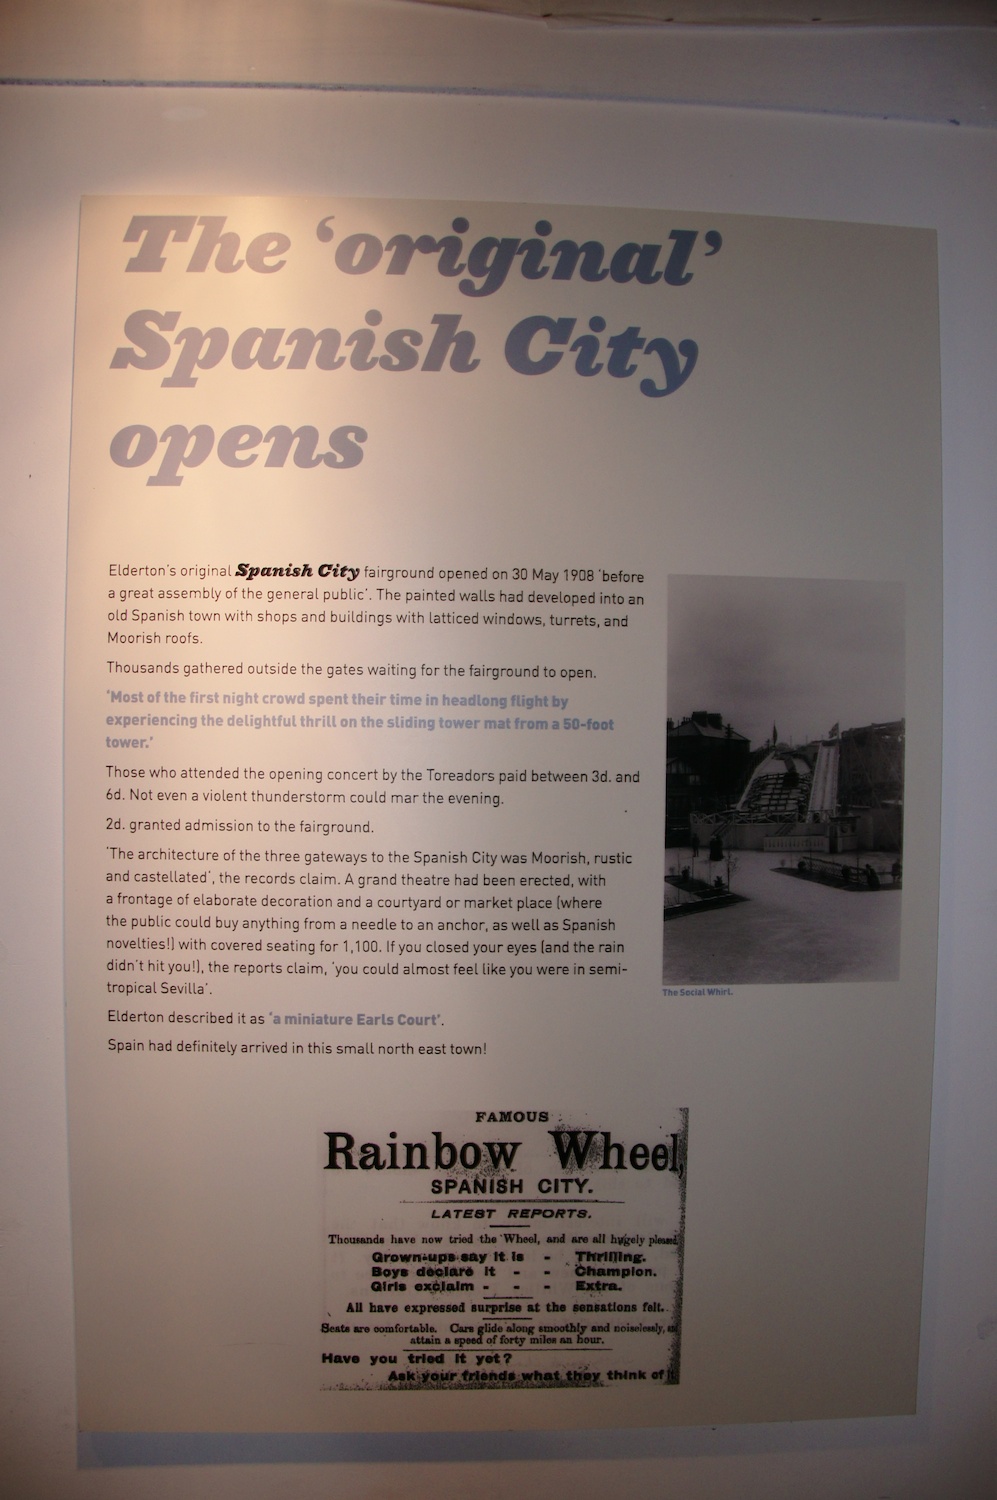 The ‘original’
Spanish City
opens
Elderton's original Spanish City fairground opened on 30 May 1908 'before
a great assembly of the general public'. The painted walls had developed into an
old Spanish town with shops and buildings with latticed windows, turrets, and
Moorish roofs.
Thousands gathered outside the gates waiting for the fairground to open.
'Most of the first night crowd spent their time in headlong flight by
experiencing the delightful thrill on the sliding tower mat from a 50-foot
tower.'
Those who attended the opening concert by the Toreadors paid between 3d. and
6d. Not even a violent thunderstorm could mar the evening.
2d. granted admission to the fairground.
'The architecture of the three gateways to the Spanish City was Moorish, rustic
and castellated', the records claim. A grand theatre had been erected, with
a frontage of elaborate decoration and a courtyard or market place (where
the public could buy anything from a needle to an anchor, as well as Spanish
novelties!) with covered seating for 1,100. If you closed your eyes (and the rain
didn't hit you!), the reports claim, 'you could almost feel like you were in semi-
tropical Sevilla'.
Elderton described it as 'a miniature Earls Court'.
Spain had definitely arrived in this small north east town!
The Social Whirl.
FAMOUS
Rainbow Wheel,
SPANISH CITY.
LATEST REPORTS.
Thousands have now tried the Wheel, and are all hugely pleased.
Grown-ups say it is - Thrilling.
Boys declare it - - Champion.
Girls exclaim - - - Extra.
All have expressed surprise at the sensations felt.
Seats are comfortable. Cars glide along smoothly and noiselessly,
attain a speed of forty miles an hour.
Have you tried it yet?
Ask your friends what they think of it